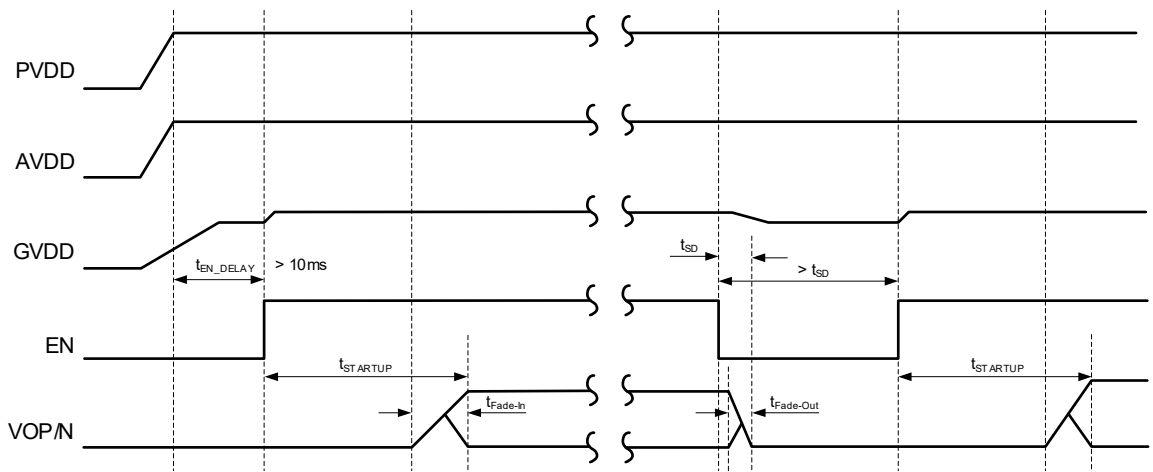 PVDD
AVDD
GVDD
tEN_DELAY > 10ms
tSD
> tSD
EN
tSTARTUP
tSTARTUP
tFade-In
tFade-Out
VOP/N